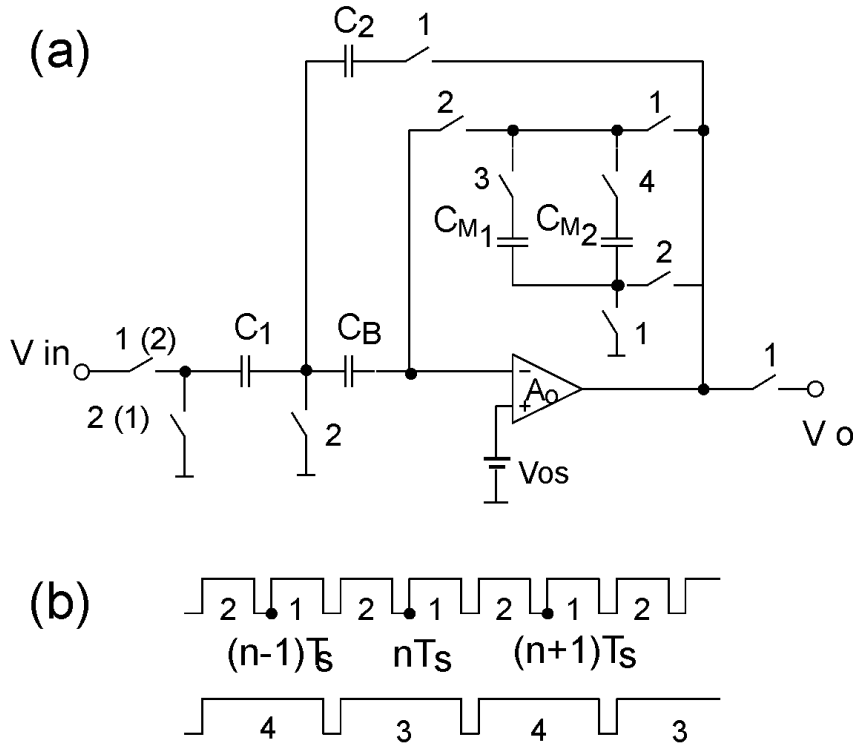 (a)
C2 1
2 1
3 4
CM1 CM2
2
1
C1 CB
V in 1 (2)
2 (1) 2
− Ao
+
1
V o
Vos
(b)
2 1 2 1 2 1 2
(n-1)Ts nTs (n+1)Ts
4 3 4 3